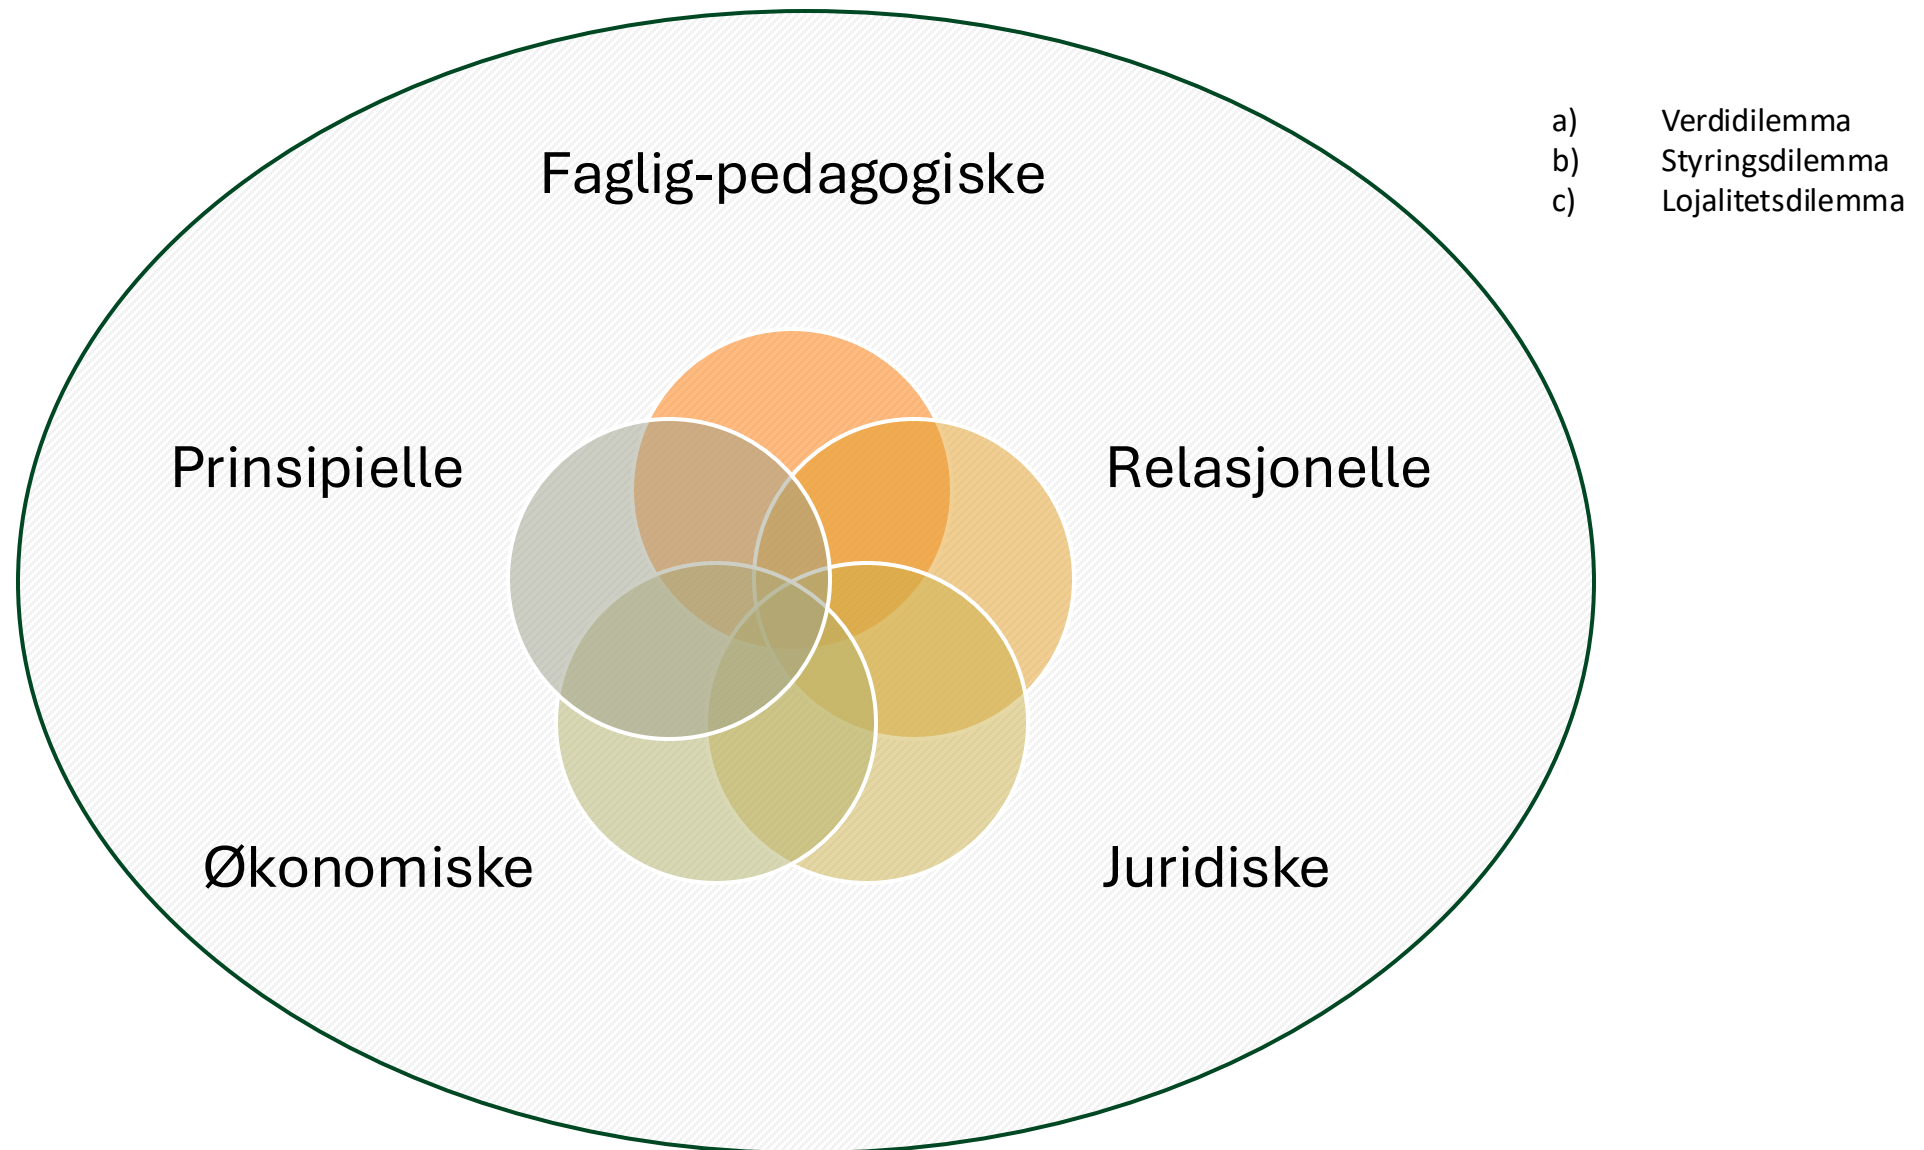 Faglig-pedagogiske
Prinsipielle
Relasjonelle
Økonomiske
Juridiske
a) Verdidilemma
b) Styringsdilemma
c) Lojalitetsdilemma